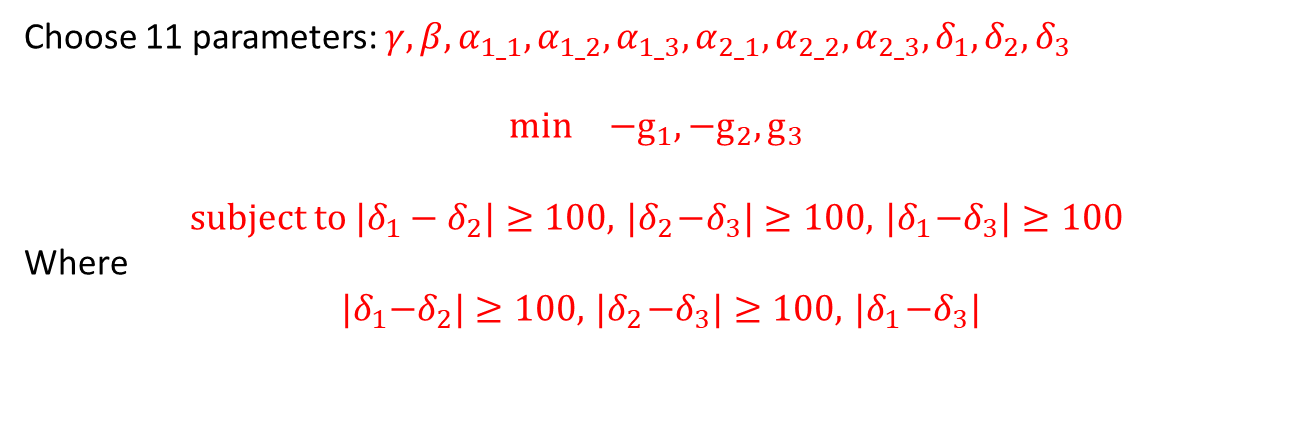 Choose 11 parameters: γ, β, α₁_₁, α₁_₂, α₁_₃, α₂_₁, α₂_₂, α₂_₃, δ₁, δ₂, δ₃
min −g₁, −g₂, g₃
subject to |δ₁ − δ₂| ≥ 100, |δ₂−δ₃| ≥ 100, |δ₁−δ₃| ≥ 100
Where
|δ₁−δ₂| ≥ 100, |δ₂−δ₃| ≥ 100, |δ₁−δ₃|